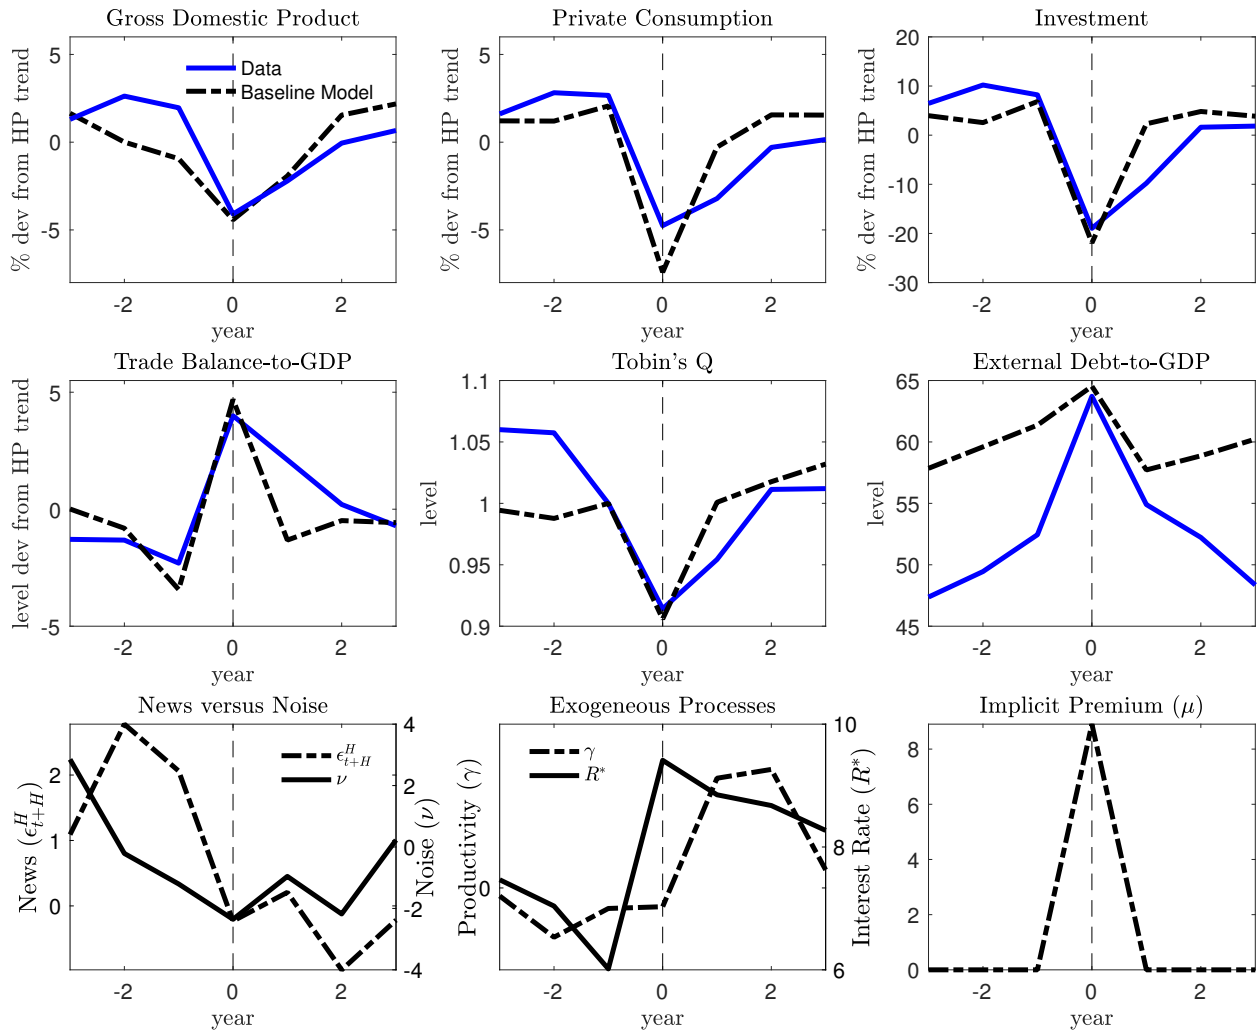 Gross Domestic Product
% dev from HP trend
5
0
-5
Data
Baseline Model
-2
0
2
year
Private Consumption
% dev from HP trend
5
0
-5
-2
0
2
year
Investment
% dev from HP trend
20
10
0
-10
-20
-30
-2
0
2
year
Trade Balance-to-GDP
level dev from HP trend
5
0
-5
-2
0
2
year
Tobin's Q
level
1.1
1.05
1
0.95
0.9
-2
0
2
year
External Debt-to-GDP
level
65
60
55
50
45
-2
0
2
year
News versus Noise
News (ϵ^H_{t+H})
2
1
0
ϵ^H_{t+H}
ν
4
2
0
-2
-4
Noise (ν)
-2
0
2
year
Exogeneous Processes
Productivity (γ)
0
γ
R*
10
8
6
Interest Rate (R*)
-2
0
2
year
Implicit Premium (μ)
8
6
4
2
0
-2
0
2
year